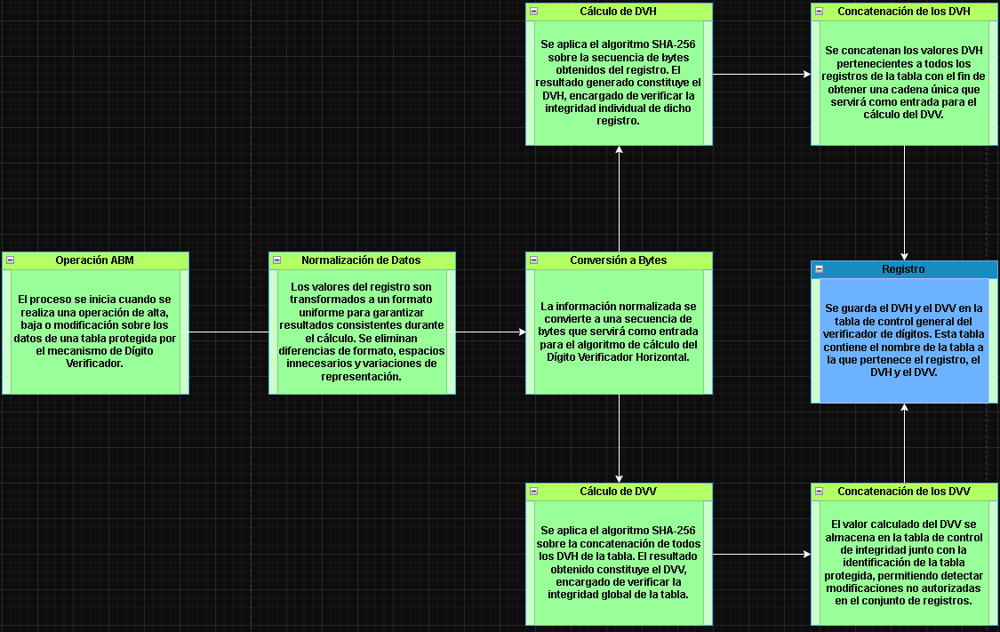 Cálculo de DVH
Se aplica el algoritmo SHA-256
sobre la secuencia de bytes
obtenidos del registro. El
resultado generado constituye el
DVH, encargado de verificar la
integridad individual de dicho
registro.
Concatenación de los DVH
Se concatenan los valores DVH
pertenecientes a todos los
registros de la tabla con el fin de
obtener una cadena única que
servirá como entrada para el
cálculo del DVV.
Operación ABM
El proceso se inicia cuando se
realiza una operación de alta,
baja o modificación sobre los
datos de una tabla protegida por
el mecanismo de Dígito
Verificador.
Normalización de Datos
Los valores del registro son
transformados a un formato
uniforme para garantizar
resultados consistentes durante
el cálculo. Se eliminan
diferencias de formato, espacios
innecesarios y variaciones de
representación.
Conversión a Bytes
La información normalizada se
convierte a una secuencia de
bytes que servirá como entrada
para el algoritmo de cálculo del
Dígito Verificador Horizontal.
Registro
Se guarda el DVH y el DVV en la
tabla de control general del
verificador de dígitos. Esta tabla
contiene el nombre de la tabla a
la que pertenece el registro, el
DVH y el DVV.
Cálculo de DVV
Se aplica el algoritmo SHA-256
sobre la concatenación de todos
los DVH de la tabla. El resultado
obtenido constituye el DVV,
encargado de verificar la
integridad global de la tabla.
Concatenación de los DVV
El valor calculado del DVV se
almacena en la tabla de control
de integridad junto con la
identificación de la tabla
protegida, permitiendo detectar
modificaciones no autorizadas
en el conjunto de registros.